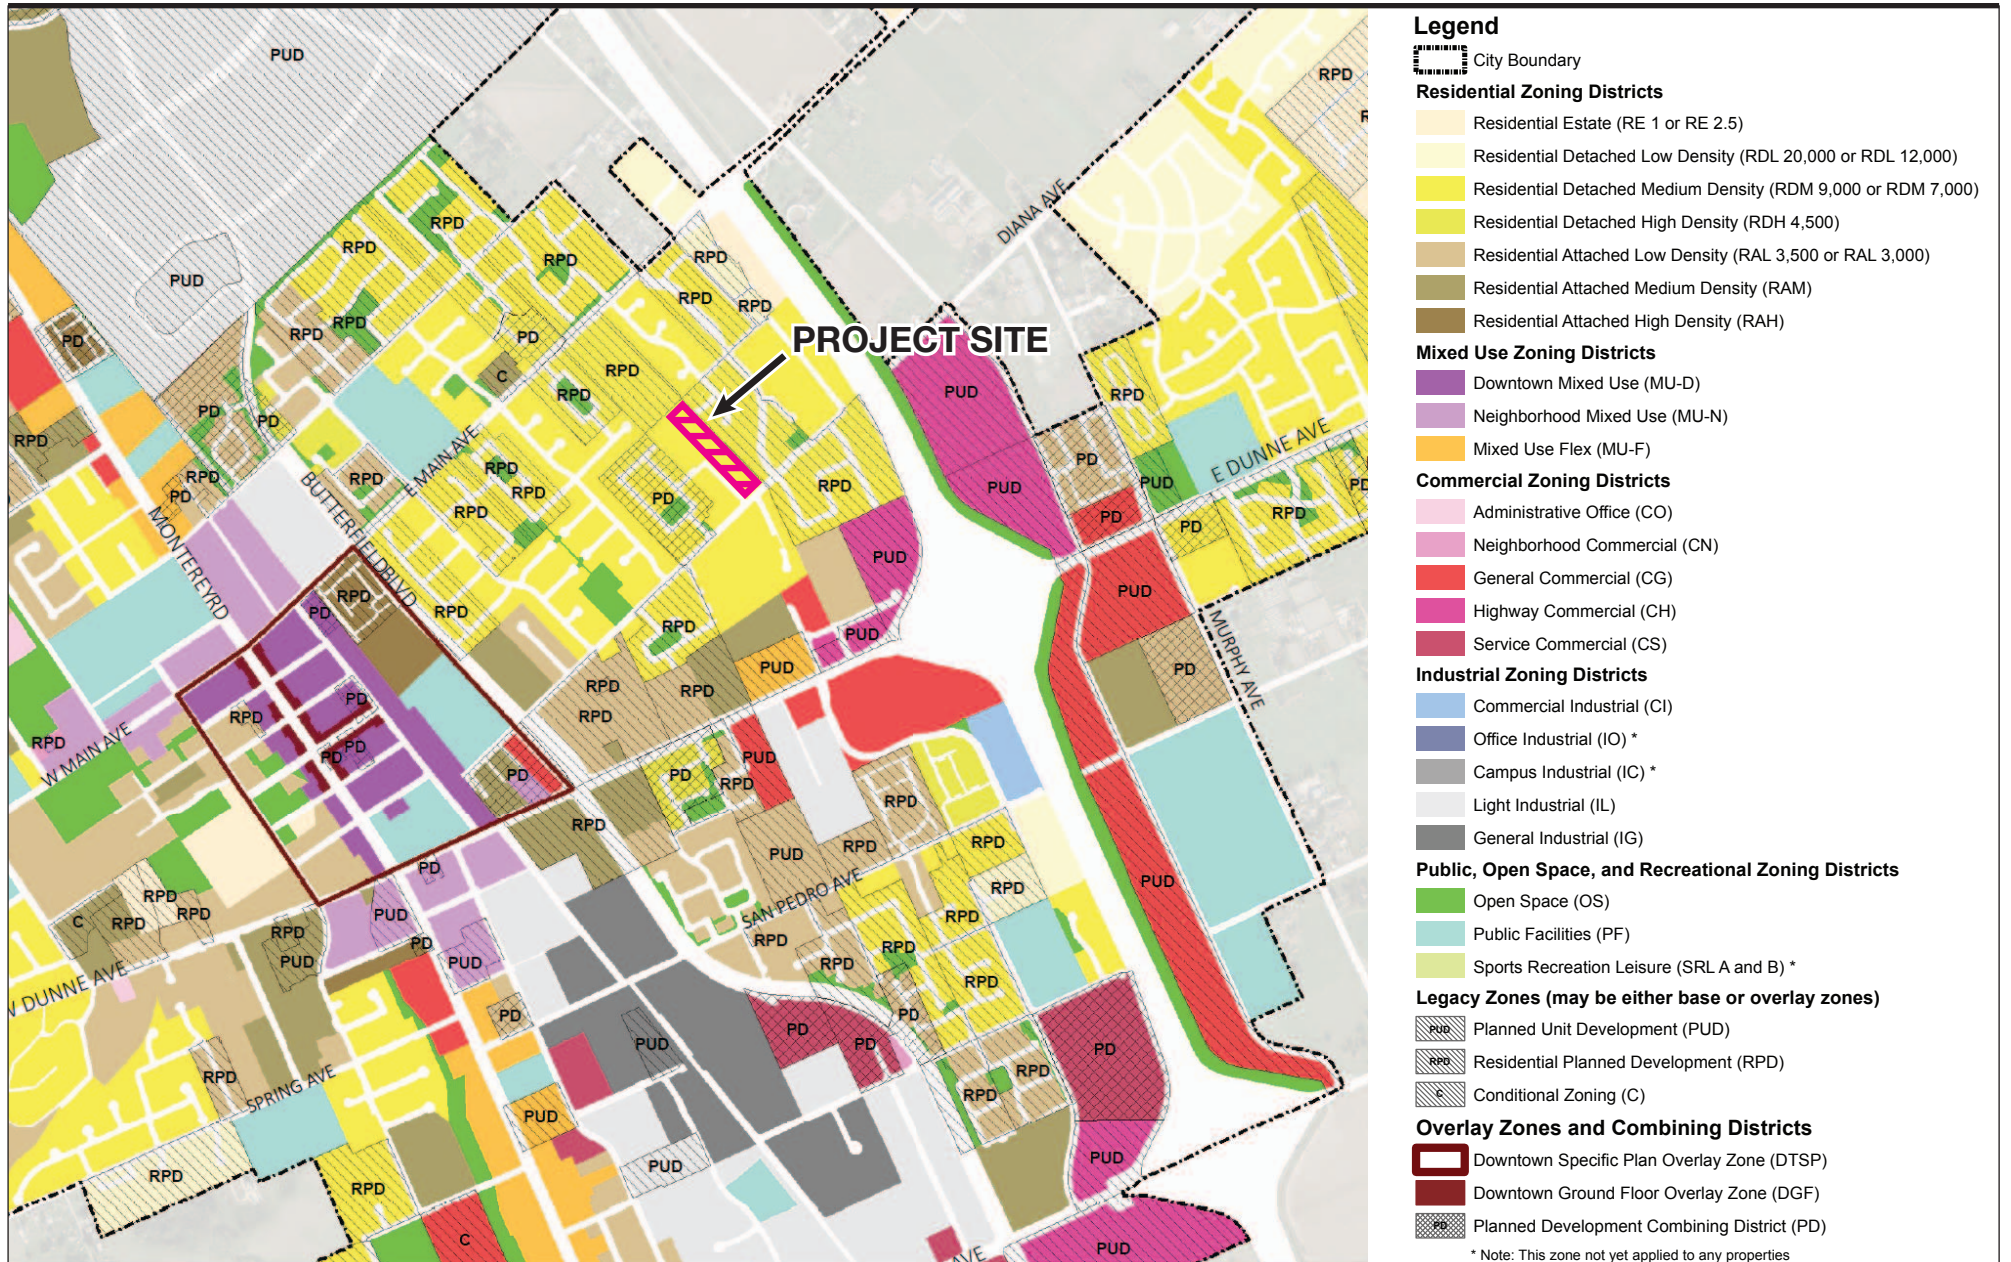 PUD
RPD
R
PUD
RPD
RPD
RPD
RPD
RPD
RPD
DIANA AVE
RPD
RPD
PD
PD
C
RPD
RPD
PROJECT SITE
PUD
RPD
PD
PD
RPD
RPD
PD
RPD
E MAIN AVE
BUTTERFIELD BLVD
MONTEREY RD
RPD
RPD
RPD
PD
RPD
PUD
PD
PD
PUD
E DUNNE AVE
PD
RPD
PD
PUD
PUD
RPD
PD
RPD
RPD
PUD
PUD
MURPHY AVE
PD
RPD
RPD
RPD
RPD
PD
PD
PD
RPD
W MAIN AVE
PD
RPD
PD
RPD
PUD
RPD
PUD
RPD
RPD
RPD
PUD
PD
SAN PEDRO AVE
RPD
RPD
RPD
C
RPD
RPD
RPD
PUD
PUD
PD
PUD
W DUNNE AVE
RPD
RPD
RPD
RPD
PD
PUD
PD
PD
PD
PD
RPD
RPD
RPD
SPRING AVE
PUD
PUD
RPD
RPD
PUD
C
PUD
AVE
Legend
City Boundary
Residential Zoning Districts
Residential Estate (RE 1 or RE 2.5)
Residential Detached Low Density (RDL 20,000 or RDL 12,000)
Residential Detached Medium Density (RDM 9,000 or RDM 7,000)
Residential Detached High Density (RDH 4,500)
Residential Attached Low Density (RAL 3,500 or RAL 3,000)
Residential Attached Medium Density (RAM)
Residential Attached High Density (RAH)
Mixed Use Zoning Districts
Downtown Mixed Use (MU-D)
Neighborhood Mixed Use (MU-N)
Mixed Use Flex (MU-F)
Commercial Zoning Districts
Administrative Office (CO)
Neighborhood Commercial (CN)
General Commercial (CG)
Highway Commercial (CH)
Service Commercial (CS)
Industrial Zoning Districts
Commercial Industrial (CI)
Office Industrial (IO) *
Campus Industrial (IC) *
Light Industrial (IL)
General Industrial (IG)
Public, Open Space, and Recreational Zoning Districts
Open Space (OS)
Public Facilities (PF)
Sports Recreation Leisure (SRL A and B) *
Legacy Zones (may be either base or overlay zones)
PUD Planned Unit Development (PUD)
RPD Residential Planned Development (RPD)
C Conditional Zoning (C)
Overlay Zones and Combining Districts
Downtown Specific Plan Overlay Zone (DTSP)
Downtown Ground Floor Overlay Zone (DGF)
PD Planned Development Combining District (PD)
* Note: This zone not yet applied to any properties